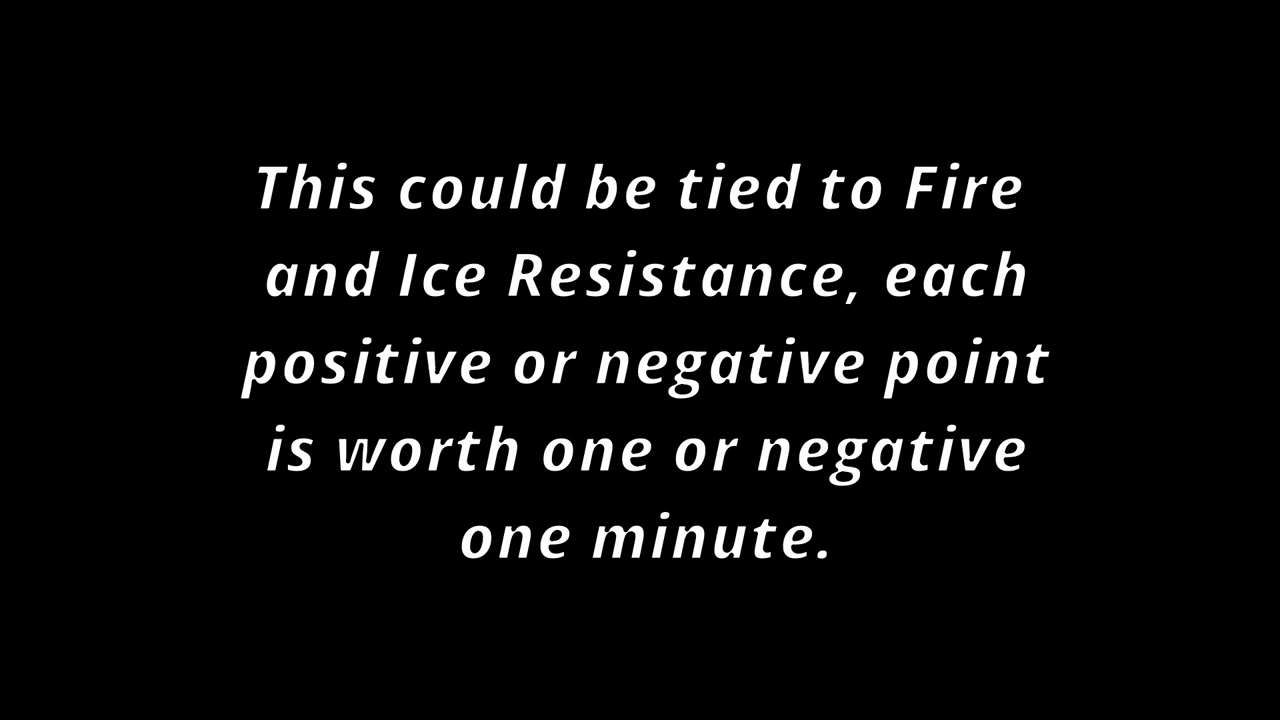 This could be tied to Fire
and Ice Resistance, each
positive or negative point
is worth one or negative
one minute.